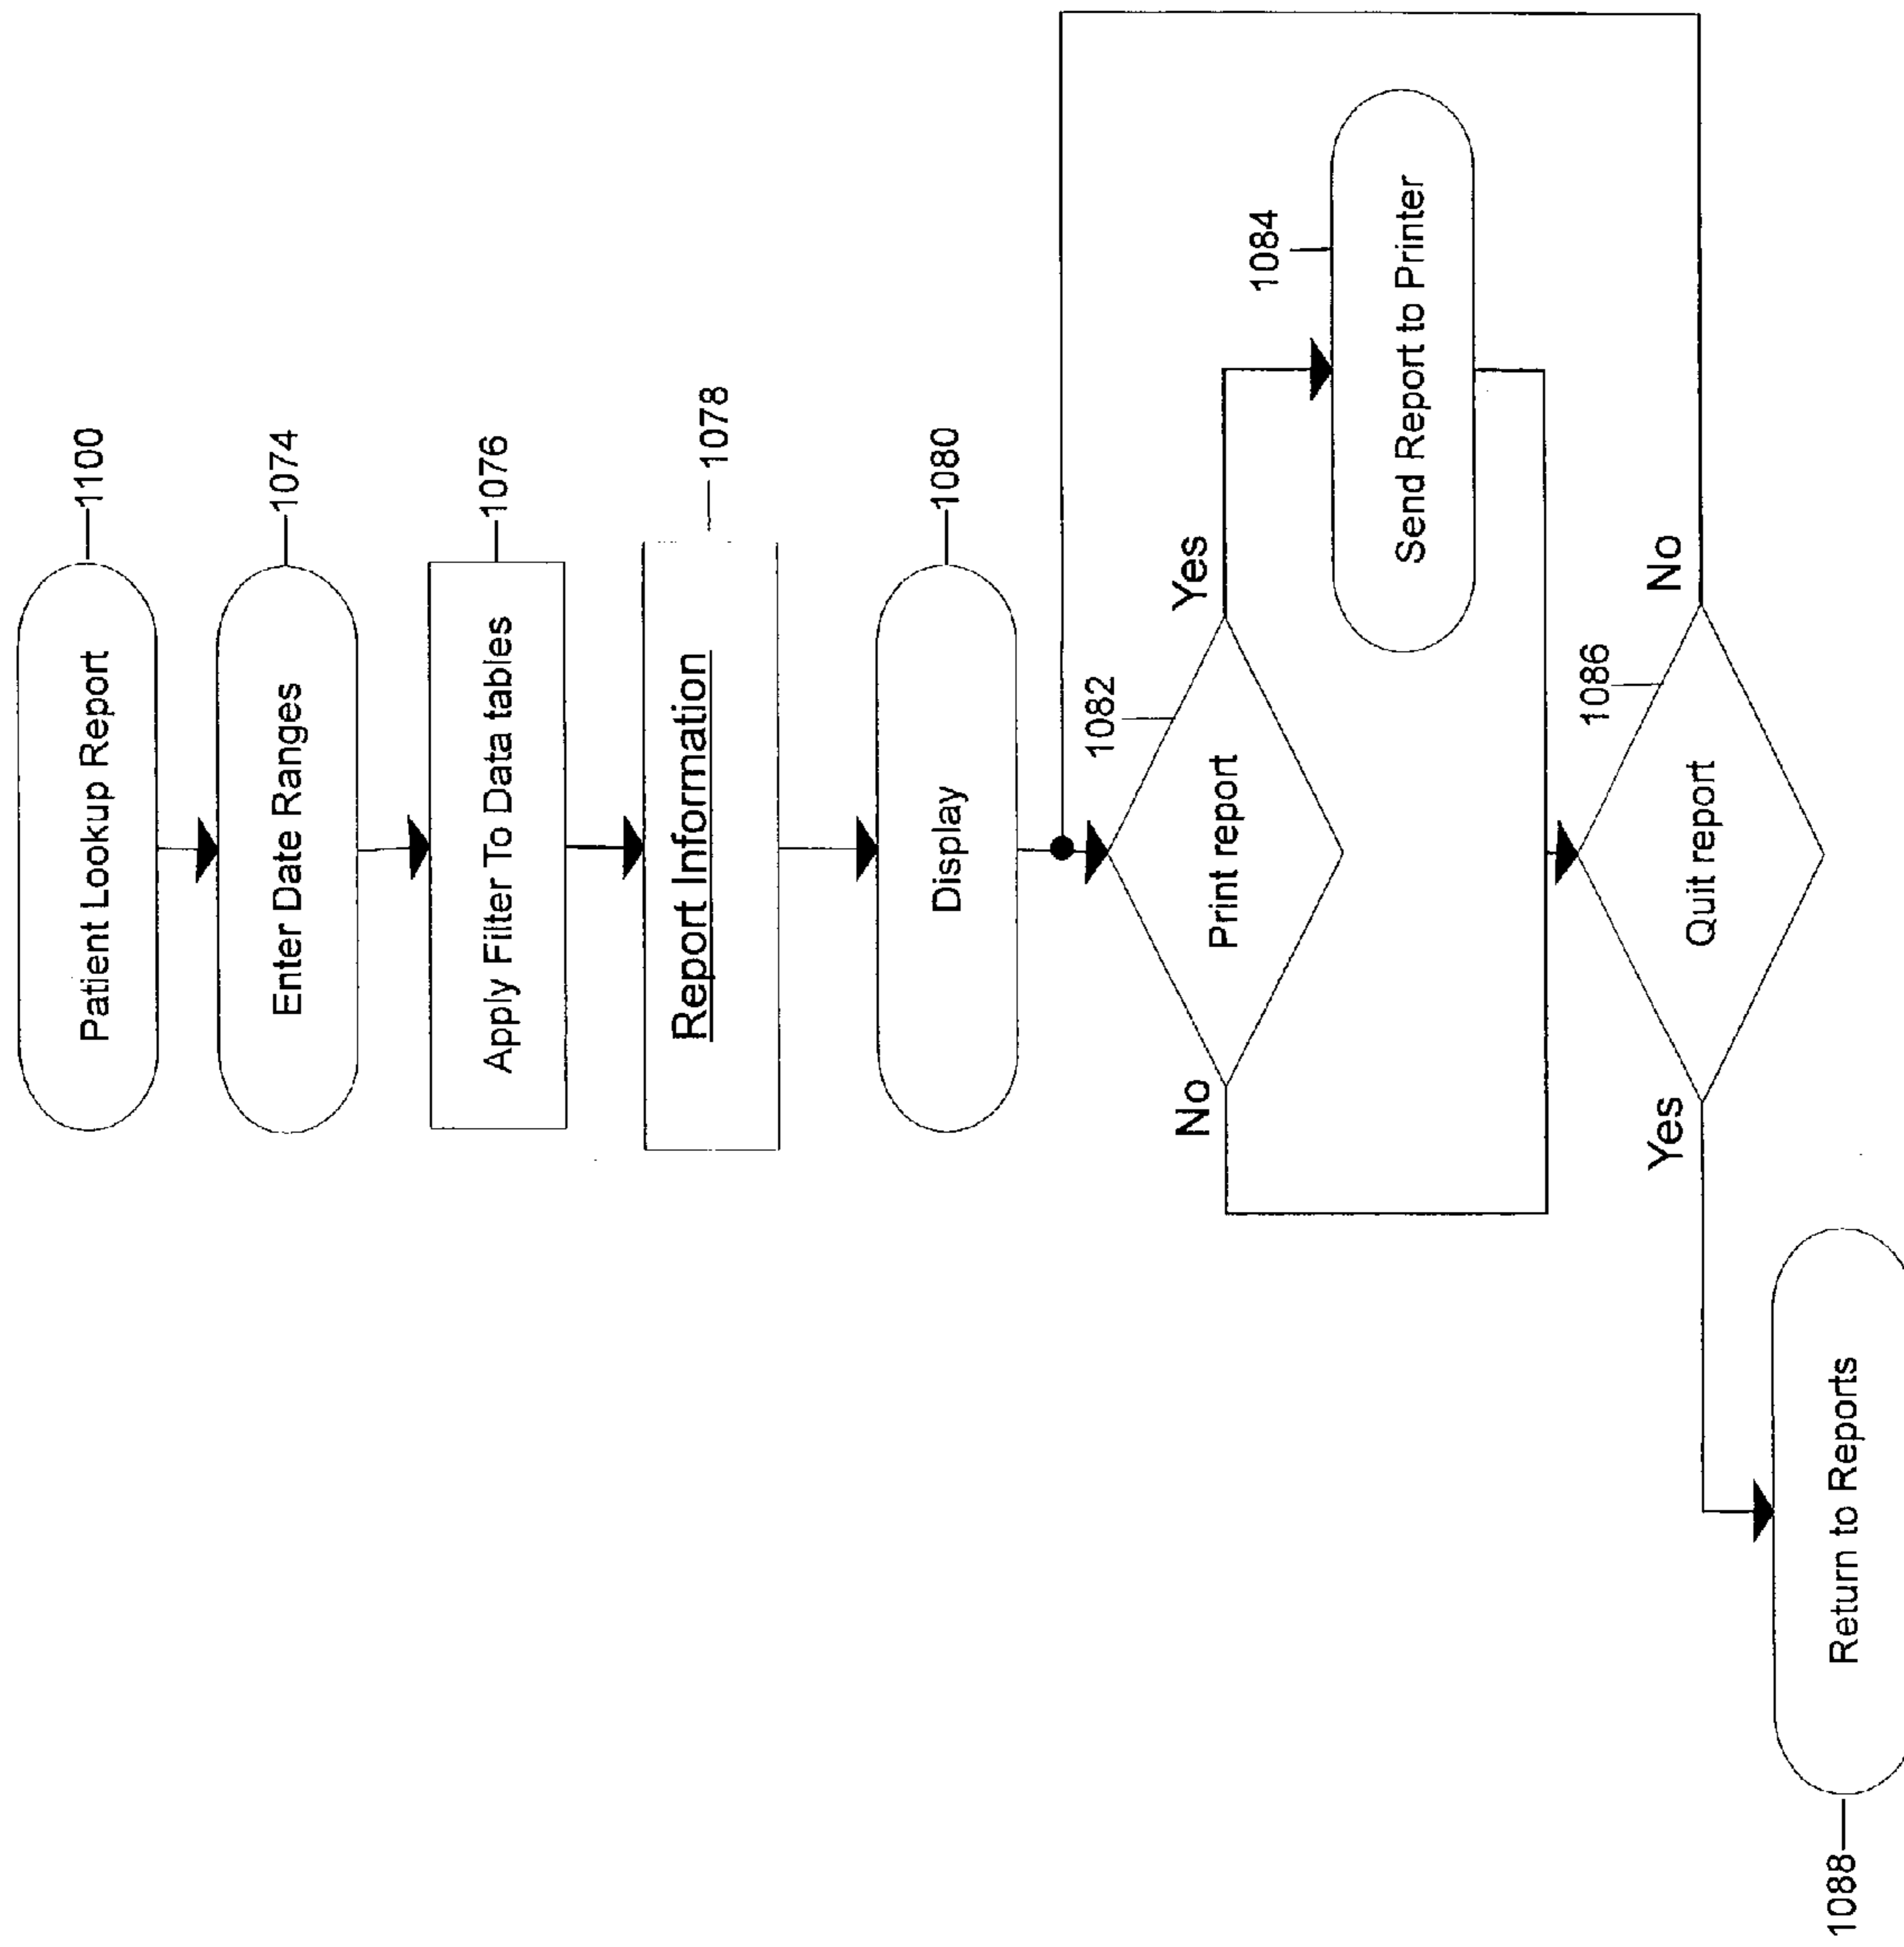 Patient Lookup Report
1100
Enter Date Ranges
1074
Apply Filter To Data tables
1076
Report Information
1078
Display
1080
1082
Print report
No
Yes
1084
Send Report to Printer
1086
Quit report
Yes
No
Return to Reports
1088